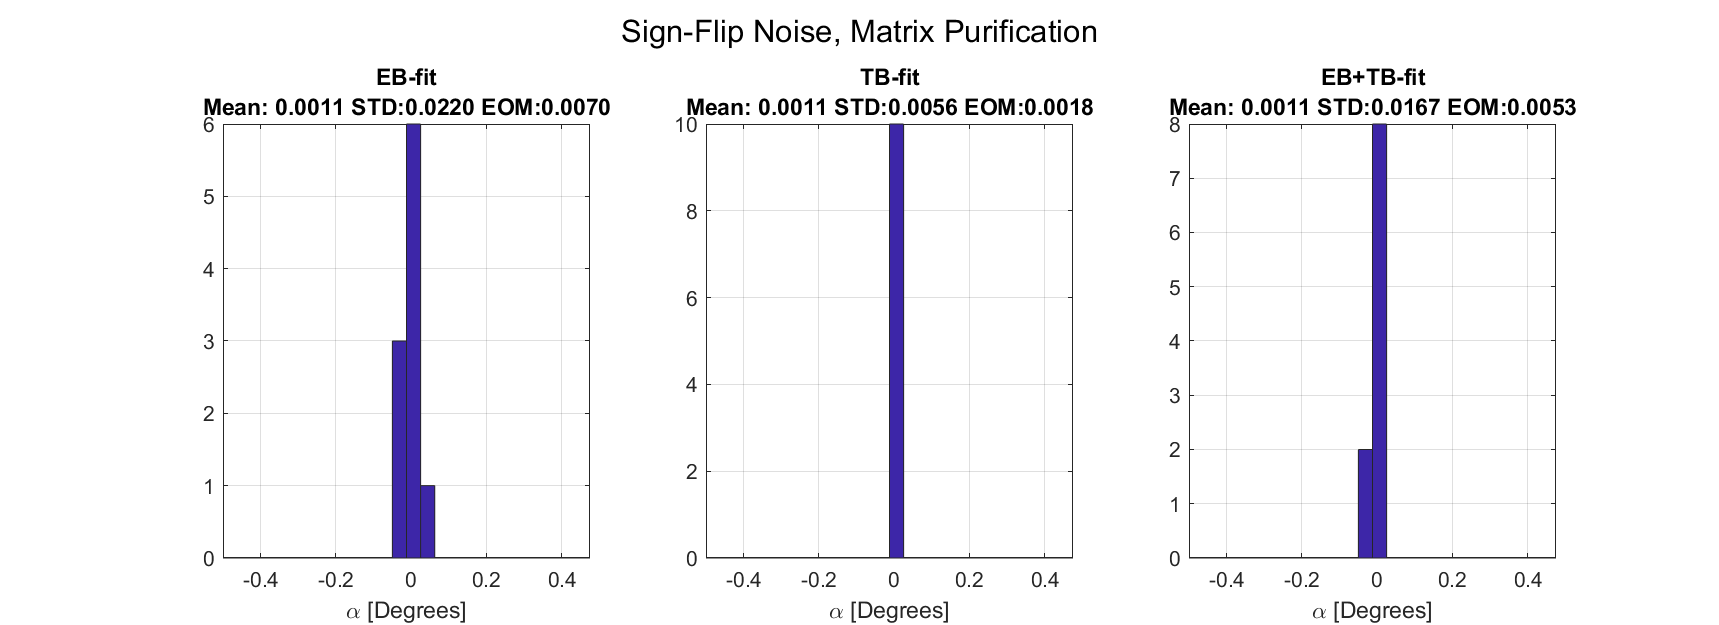 Sign-Flip Noise, Matrix Purification
EB-fit
Mean: 0.0011 STD:0.0220 EOM:0.0070
6
5
4
3
2
1
0
-0.4 -0.2 0 0.2 0.4
α [Degrees]
TB-fit
Mean: 0.0011 STD:0.0056 EOM:0.0018
10
8
6
4
2
0
-0.4 -0.2 0 0.2 0.4
α [Degrees]
EB+TB-fit
Mean: 0.0011 STD:0.0167 EOM:0.0053
8
7
6
5
4
3
2
1
0
-0.4 -0.2 0 0.2 0.4
α [Degrees]